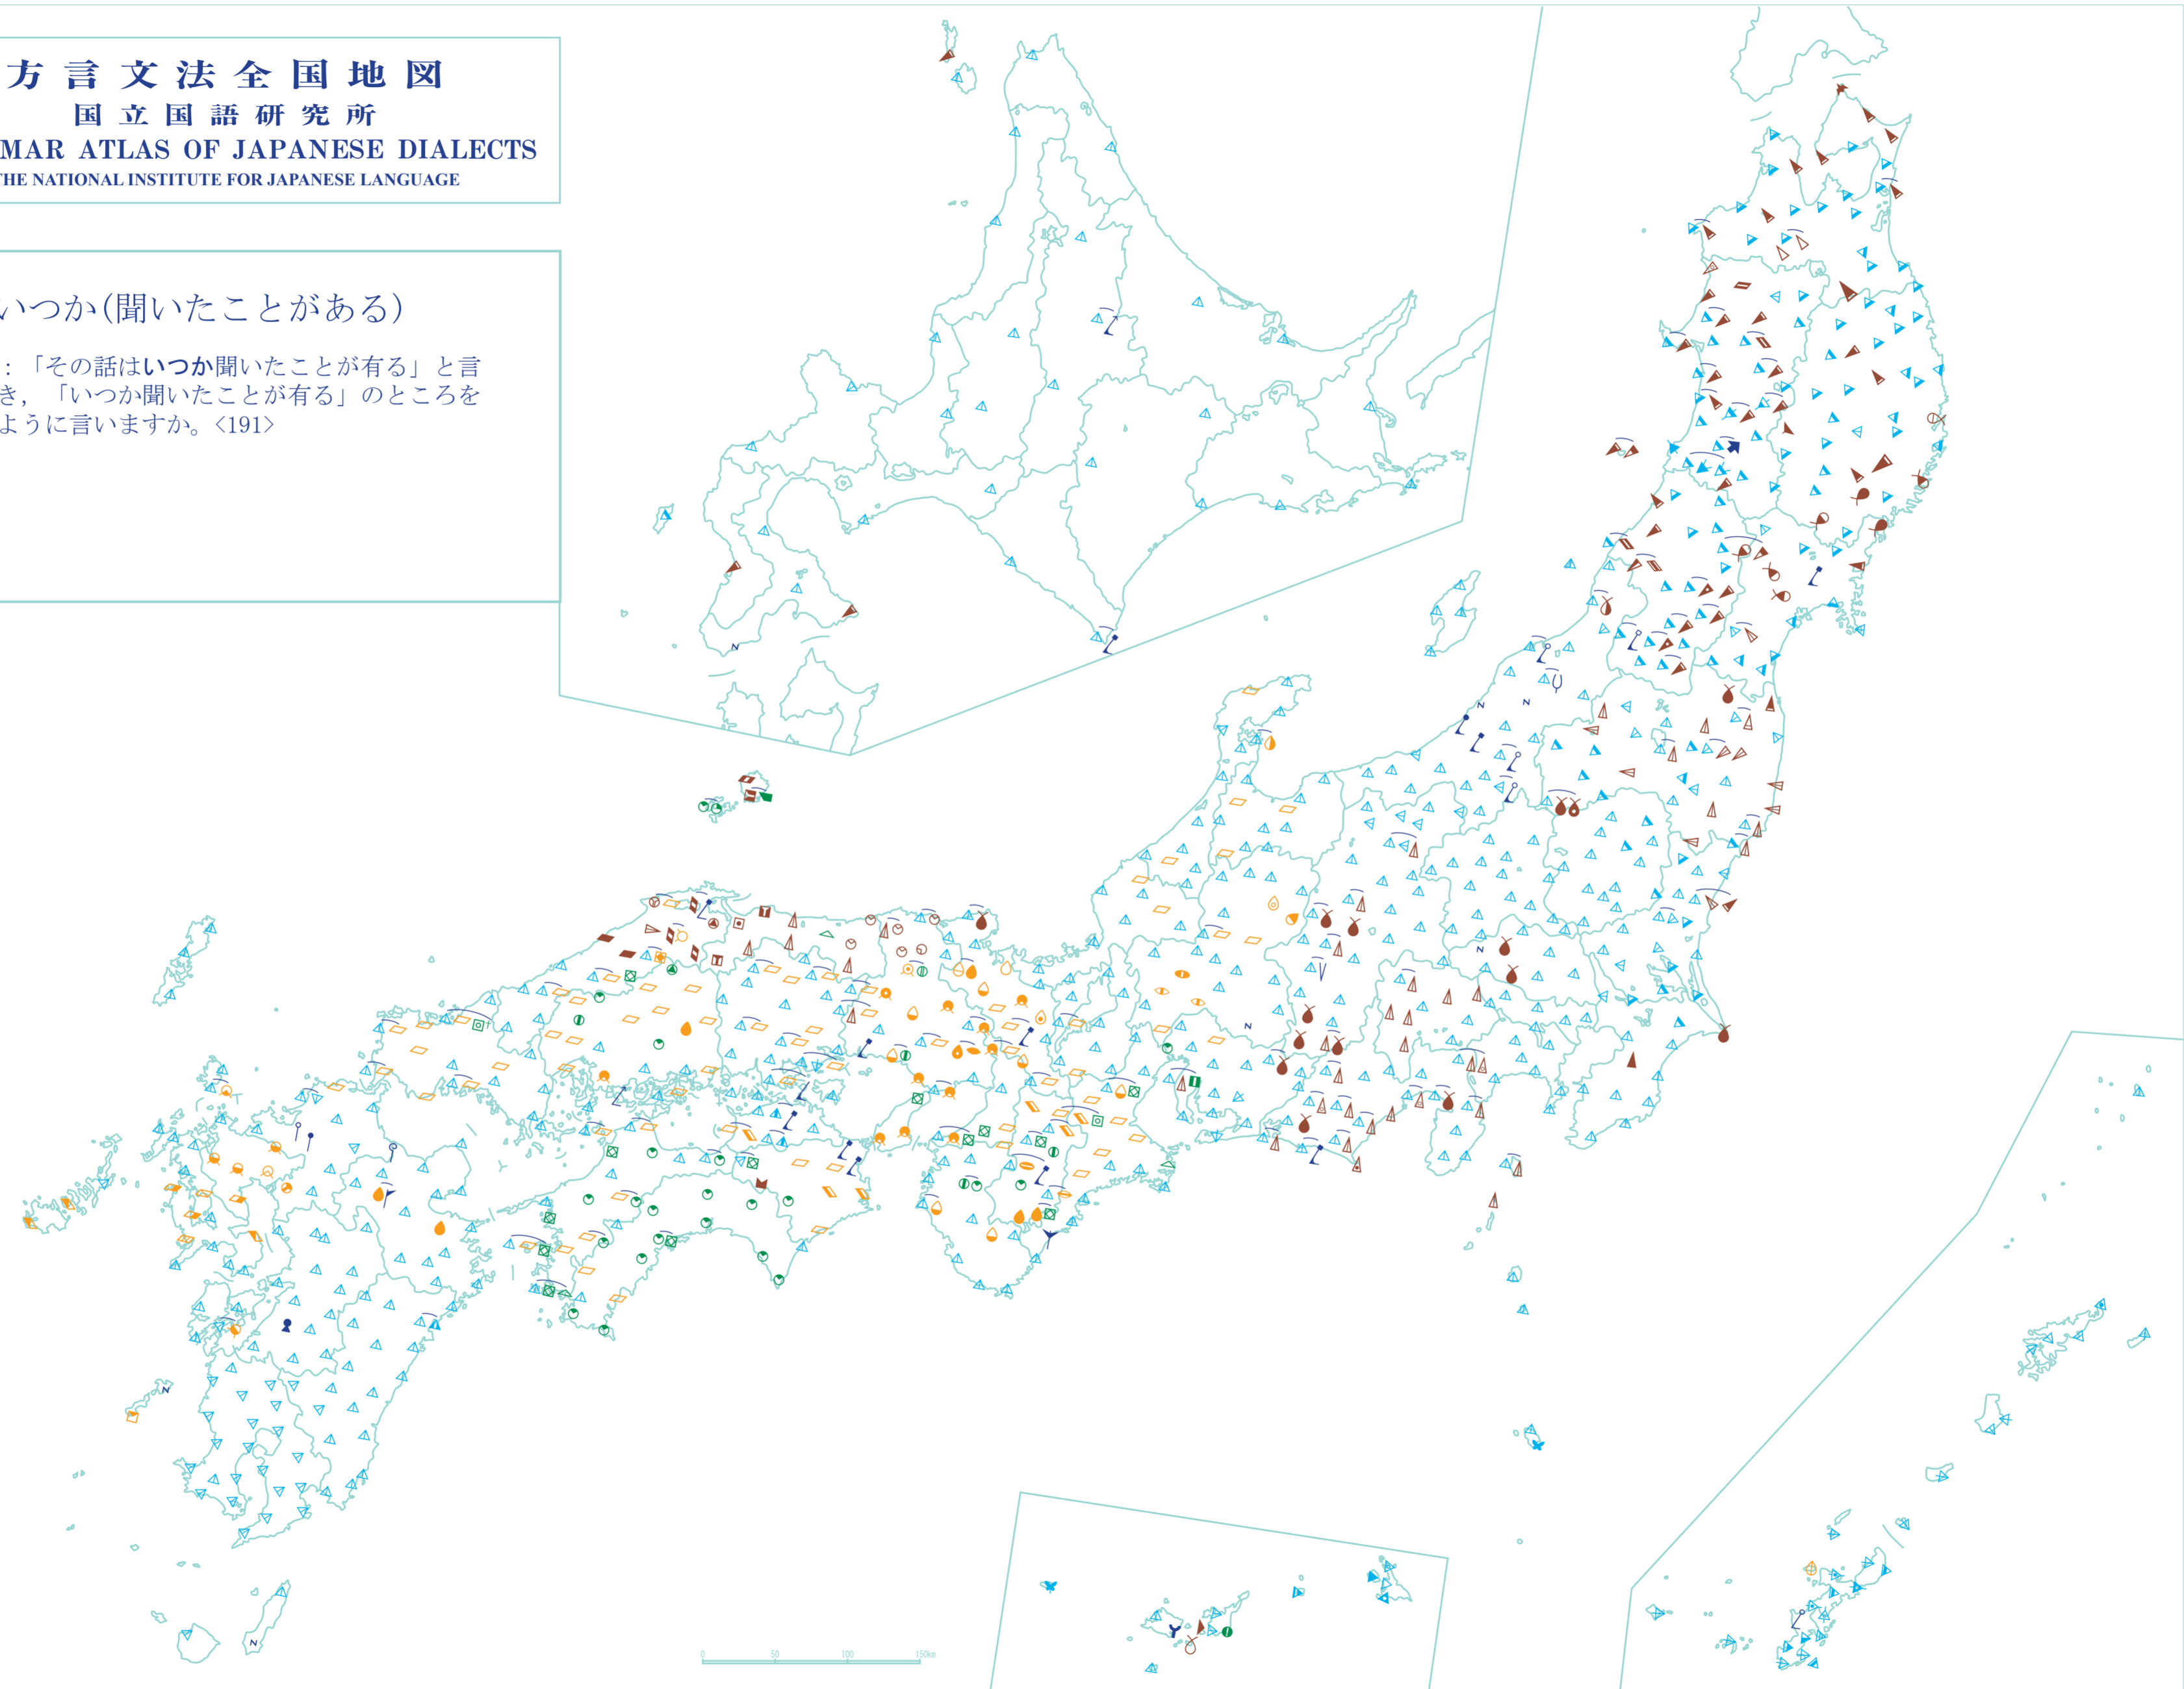 方言文法全国地図
国立国語研究所
MAR ATLAS OF JAPANESE DIALECTS
THE NATIONAL INSTITUTE FOR JAPANESE LANGUAGE
いつか(聞いたことがある)
:「その話はいつか聞いたことが有る」と言
き,「いつか聞いたことが有る」のところを
ように言いますか。<191>
N
N
N
N
N
N
N
0 50 100 150km